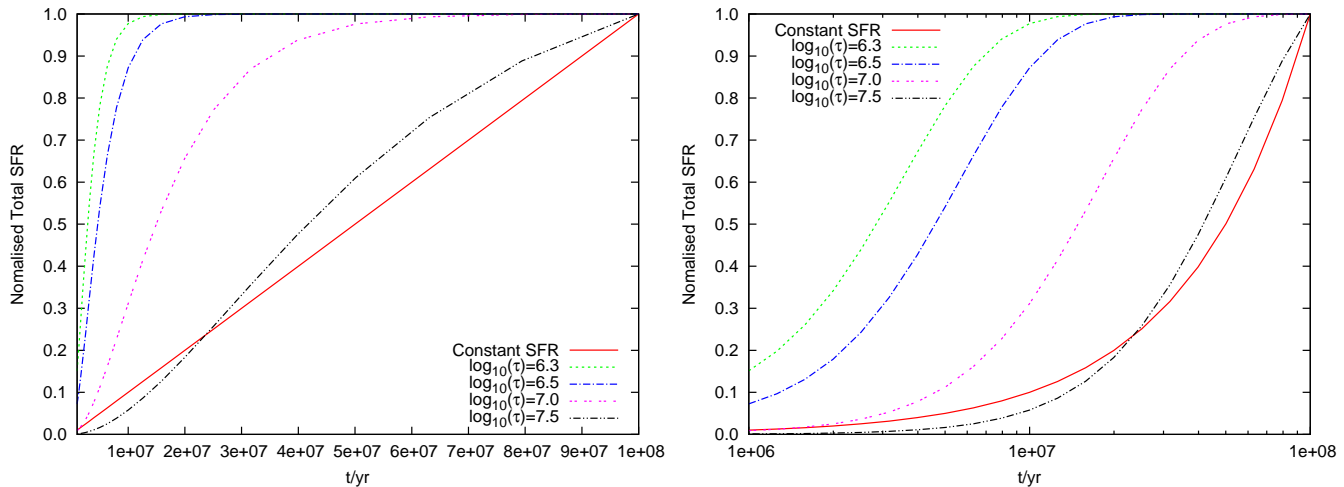 Nomalised Total SFR
1.0
0.9
0.8
0.7
0.6
0.5
0.4
0.3
0.2
0.1
0.0
1e+07 2e+07 3e+07 4e+07 5e+07 6e+07 7e+07 8e+07 9e+07 1e+08
t/yr
Constant SFR
log10(τ)=6.3
log10(τ)=6.5
log10(τ)=7.0
log10(τ)=7.5
Nomalised Total SFR
1.0
0.9
0.8
0.7
0.6
0.5
0.4
0.3
0.2
0.1
0.0
1e+06 1e+07 1e+08
t/yr
Constant SFR
log10(τ)=6.3
log10(τ)=6.5
log10(τ)=7.0
log10(τ)=7.5